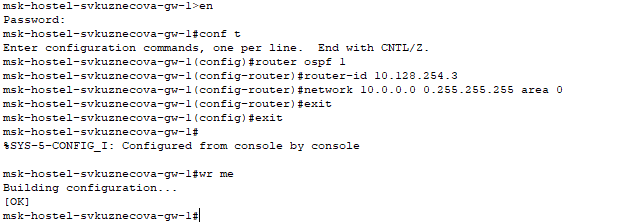 msk-hostel-svkuznecova-gw-1>en
Password:
msk-hostel-svkuznecova-gw-1#conf t
Enter configuration commands, one per line.  End with CNTL/Z.
msk-hostel-svkuznecova-gw-1(config)#router ospf 1
msk-hostel-svkuznecova-gw-1(config-router)#router-id 10.128.254.3
msk-hostel-svkuznecova-gw-1(config-router)#network 10.0.0.0 0.255.255.255 area 0
msk-hostel-svkuznecova-gw-1(config-router)#exit
msk-hostel-svkuznecova-gw-1(config)#exit
msk-hostel-svkuznecova-gw-1#
%SYS-5-CONFIG_I: Configured from console by console
msk-hostel-svkuznecova-gw-1#wr me
Building configuration...
[OK]
msk-hostel-svkuznecova-gw-1#